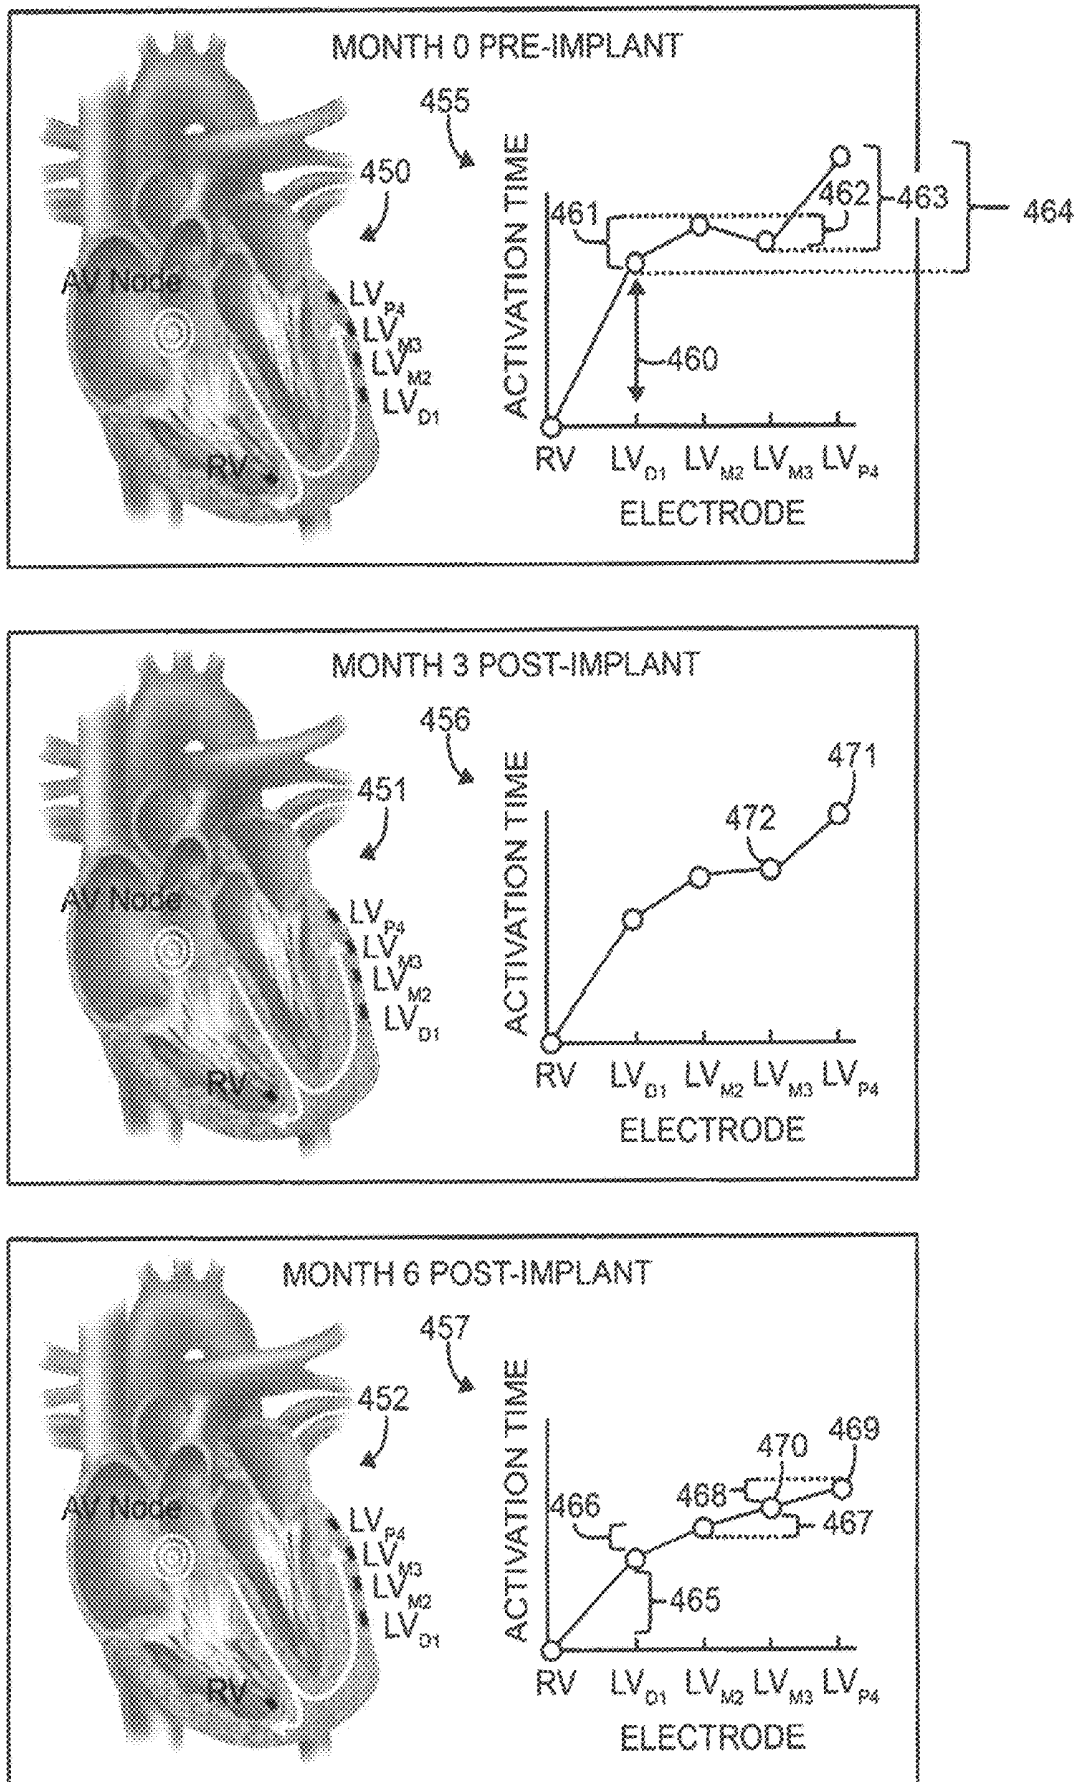 MONTH 0 PRE-IMPLANT
455
450
AV Node
LVP4
LVM3
LVM2
LVD1
RV
ACTIVATION TIME
461
462
463
464
460
RV LVD1 LVM2 LVM3 LVP4
ELECTRODE
MONTH 3 POST-IMPLANT
456
451
AV Node
LVP4
LVM3
LVM2
LVD1
RV
ACTIVATION TIME
471
472
RV LVD1 LVM2 LVM3 LVP4
ELECTRODE
MONTH 6 POST-IMPLANT
457
452
AV Node
LVP4
LVM3
LVM2
LVD1
RV
ACTIVATION TIME
469
470
468
466
467
465
RV LVD1 LVM2 LVM3 LVP4
ELECTRODE